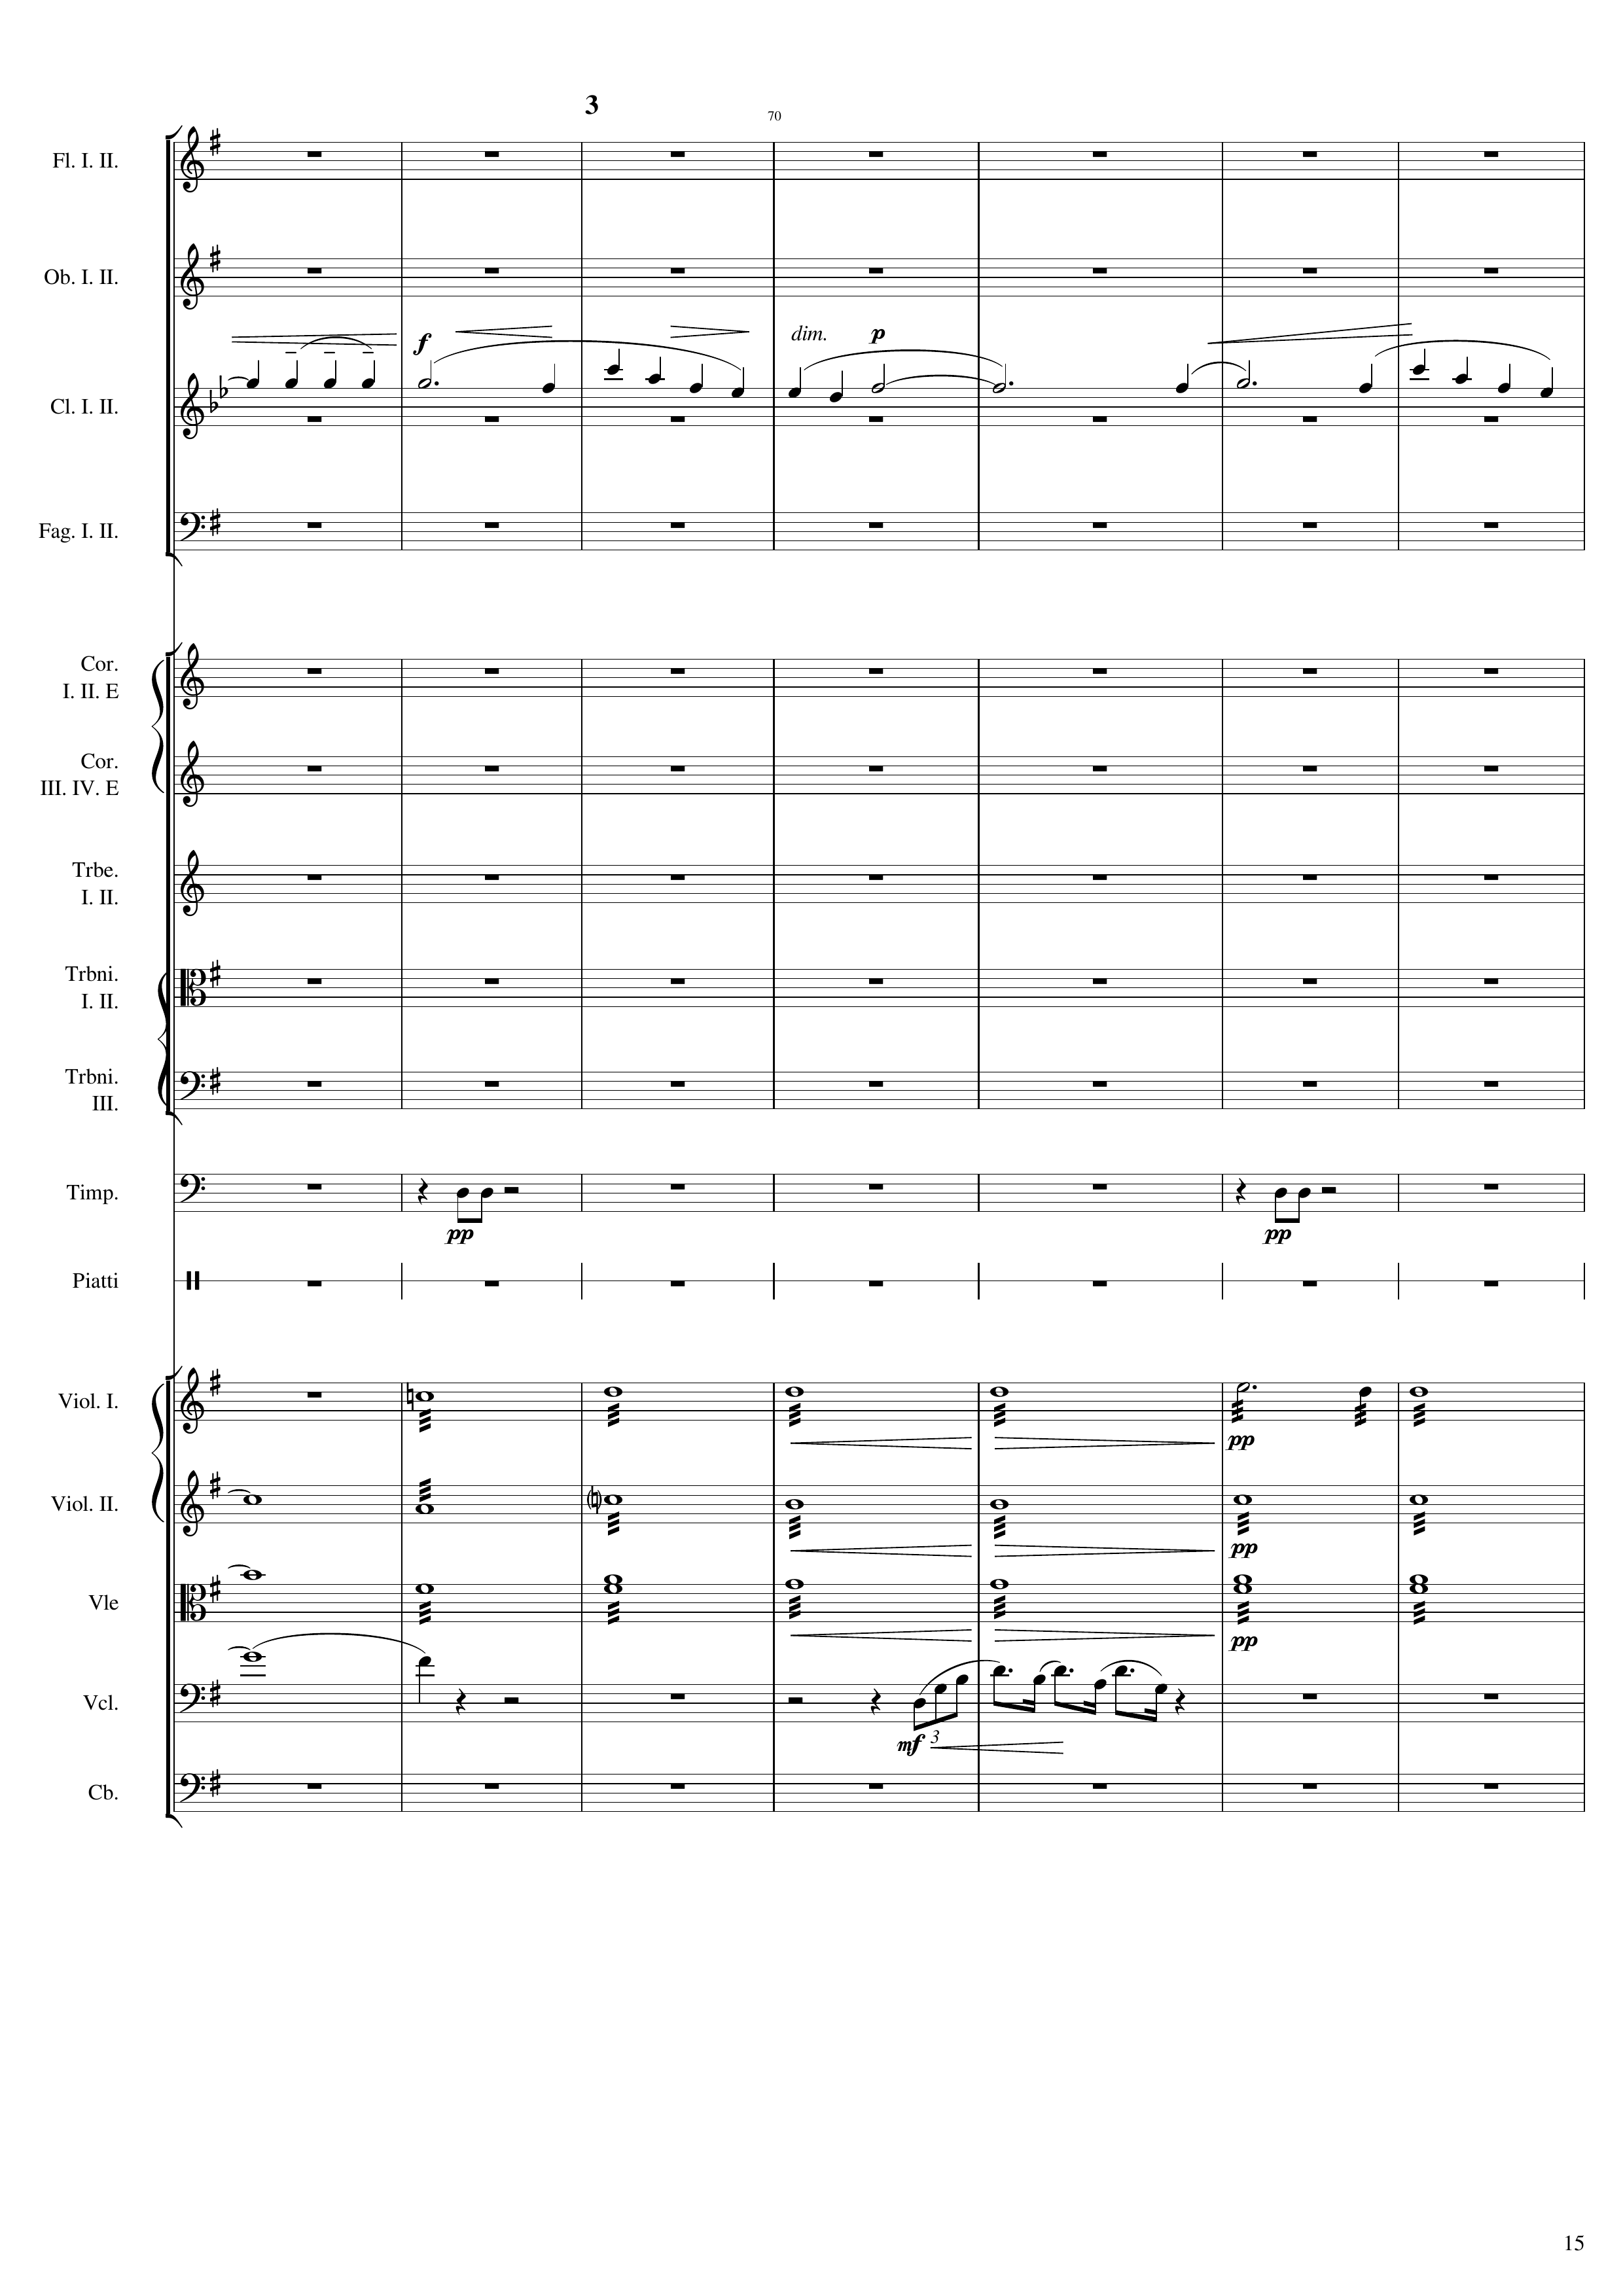 3
70
Fl. I. II.
Ob. I. II.
f
dim.
p
Cl. I. II.
Fag. I. II.
Cor.
I. II. E
Cor.
III. IV. E
Trbe.
I. II.
Trbni.
I. II.
Trbni.
III.
Timp.
pp
pp
Piatti
Viol. I.
pp
Viol. II.
pp
Vle
pp
Vcl.
mf
3
Cb.
15